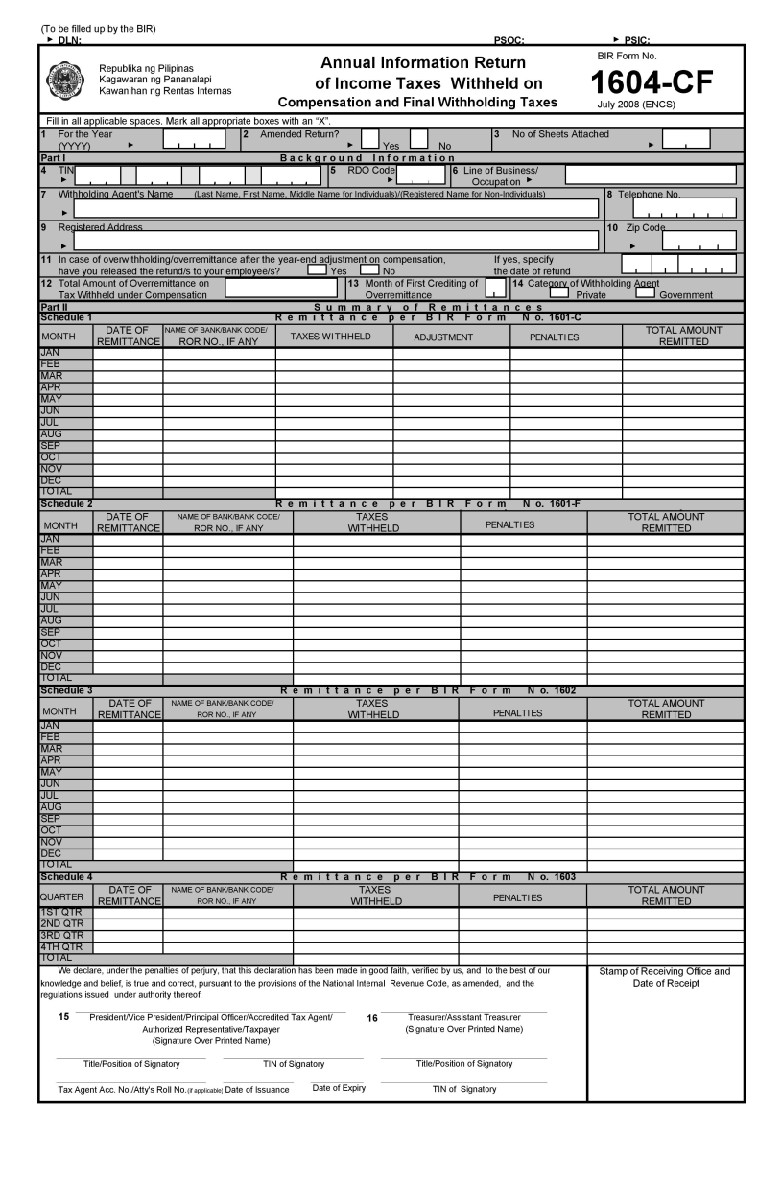 (To be filled up by the BIR)
DLN: PSOC: PSIC:
Republika ng Pilipinas
Kagawaran ng Pananalapi
Kawanihan ng Rentas Internas
Annual Information Return
of Income Taxes Withheld on
Compensation and Final Withholding Taxes
BIR Form No.
1604-CF
July 2008 (ENCS)
Fill in all applicable spaces. Mark all appropriate boxes with an "X".
1 For the Year (YYYY) 2 Amended Return? Yes No 3 No of Sheets Attached
Part I Background Information
4 TIN 5 RDO Code 6 Line of Business/ Occupation
7 Withholding Agent's Name (Last Name, First Name, Middle Name for Individuals)/(Registered Name for Non-Individuals) 8 Telephone No.
9 Registered Address 10 Zip Code
11 In case of overwithholding/overremittance after the year-end adjustment on compensation, If yes, specify
have you released the refund/s to your employee/s? Yes No the date of refund
12 Total Amount of Overremittance on 13 Month of First Crediting of 14 Category of Withholding Agent
Tax Withheld under Compensation Overremittance Private Government
Part II Summary of Remittances
Schedule 1 Remittance per BIR Form No. 1601-C
MONTH DATE OF REMITTANCE NAME OF BANK/BANK CODE/ ROR NO., IF ANY TAXES WITHHELD ADJUSTMENT PENALTIES TOTAL AMOUNT REMITTED
JAN
FEB
MAR
APR
MAY
JUN
JUL
AUG
SEP
OCT
NOV
DEC
TOTAL
Schedule 2 Remittance per BIR Form No. 1601-F
MONTH DATE OF REMITTANCE NAME OF BANK/BANK CODE/ ROR NO., IF ANY TAXES WITHHELD PENALTIES TOTAL AMOUNT REMITTED
JAN
FEB
MAR
APR
MAY
JUN
JUL
AUG
SEP
OCT
NOV
DEC
TOTAL
Schedule 3 Remittance per BIR Form No. 1602
MONTH DATE OF REMITTANCE NAME OF BANK/BANK CODE/ ROR NO., IF ANY TAXES WITHHELD PENALTIES TOTAL AMOUNT REMITTED
JAN
FEB
MAR
APR
MAY
JUN
JUL
AUG
SEP
OCT
NOV
DEC
TOTAL
Schedule 4 Remittance per BIR Form No. 1603
QUARTER DATE OF REMITTANCE NAME OF BANK/BANK CODE/ ROR NO., IF ANY TAXES WITHHELD PENALTIES TOTAL AMOUNT REMITTED
1ST QTR
2ND QTR
3RD QTR
4TH QTR
TOTAL
We declare, under the penalties of perjury, that this declaration has been made in good faith, verified by us, and to the best of our
knowledge and belief, is true and correct, pursuant to the provisions of the National Internal Revenue Code, as amended, and the
regulations issued under authority thereof
Stamp of Receiving Office and
Date of Receipt
15 President/Vice President/Principal Officer/Accredited Tax Agent/ 16 Treasurer/Assistant Treasurer
Authorized Representative/Taxpayer (Signature Over Printed Name)
(Signature Over Printed Name)
Title/Position of Signatory TIN of Signatory Title/Position of Signatory
Tax Agent Acc. No./Atty's Roll No. (if applicable) Date of Issuance Date of Expiry TIN of Signatory